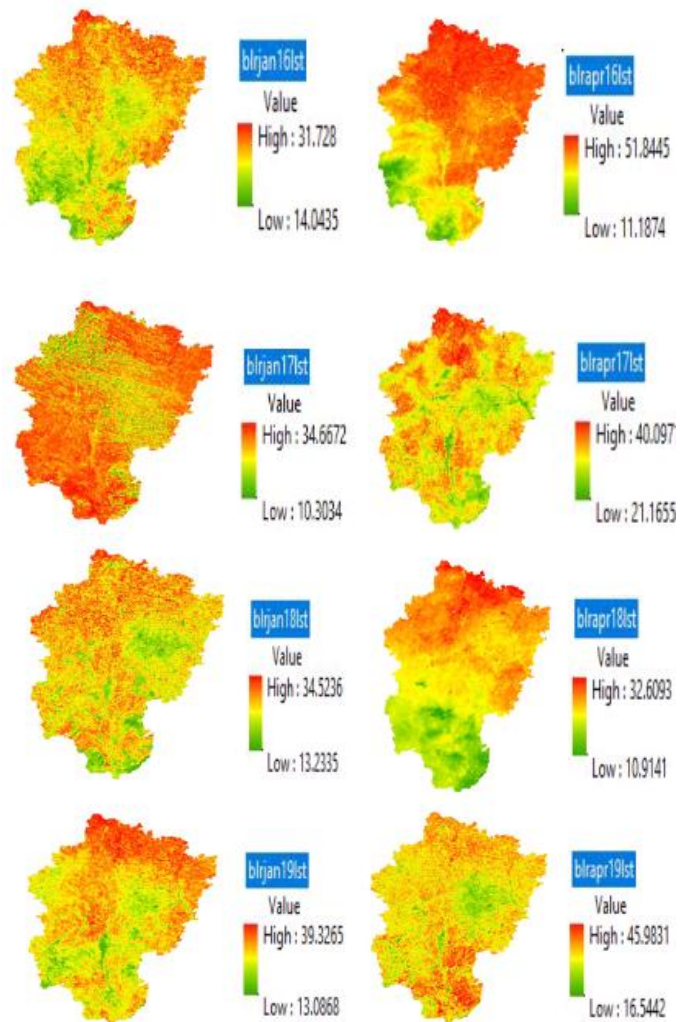 blrjan16lst
Value
High : 31.728
Low : 14.0435
blrapr16lst
Value
High : 51.8445
Low : 11.1874
blrjan17lst
Value
High : 34.6672
Low : 10.3034
blrapr17lst
Value
High : 40.0971
Low : 21.1655
blrjan18lst
Value
High : 34.5236
Low : 13.2335
blrapr18lst
Value
High : 32.6093
Low : 10.9141
blrjan19lst
Value
High : 39.3265
Low : 13.0868
blrapr19lst
Value
High : 45.9831
Low : 16.5442